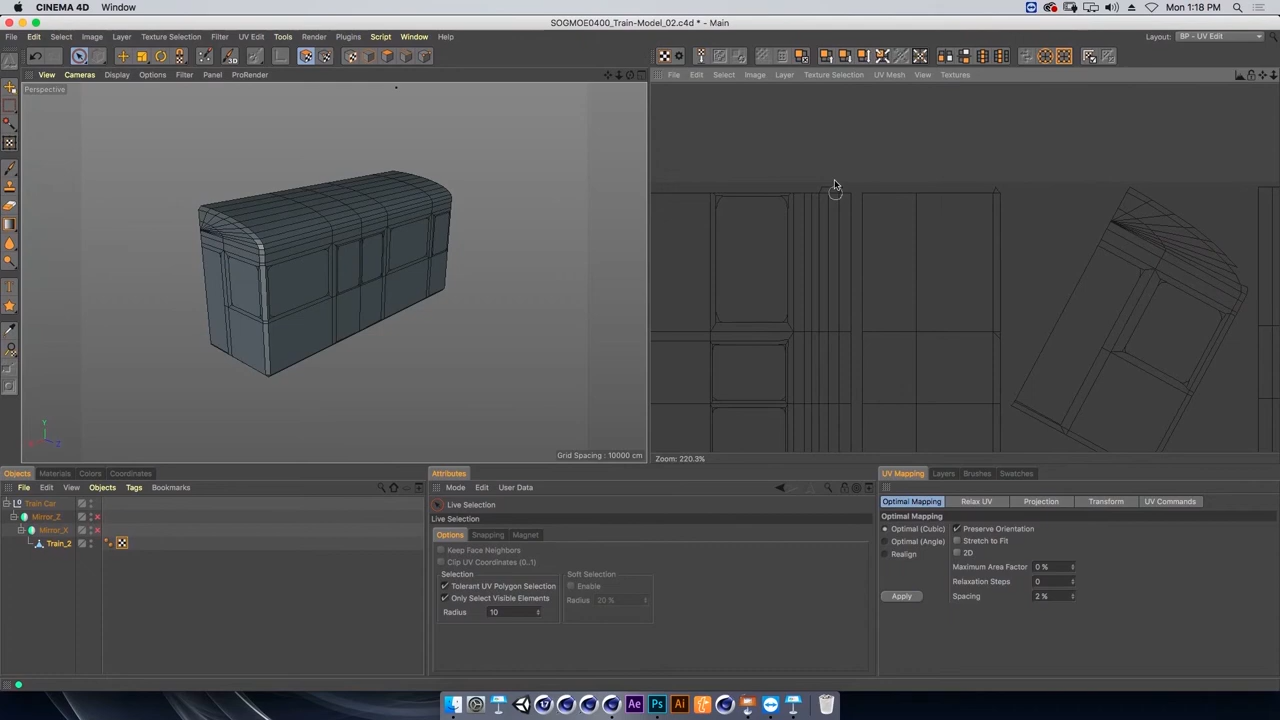 CINEMA 4D Window Mon 1:18 PM
SOGMOE0400_Train-Model_02.c4d * - Main
File Edit Select Image Layer Texture Selection Filter UV Edit Tools Render Plugins Script Window Help Layout: BP - UV Edit
View Cameras Display Options Filter Panel ProRender File Edit Select Image Layer Texture Selection UV Mesh View Textures
Perspective
Y
Z
Grid Spacing : 10000 cm Zoom: 220.3%
Objects Materials Colors Coordinates Attributes UV Mapping Layers Brushes Swatches
File Edit View Objects Tags Bookmarks Mode Edit User Data
Train Car Live Selection Optimal Mapping Relax UV Projection Transform UV Commands
Mirror_Z Live Selection Optimal Mapping
Mirror_X Options Snapping Magnet Optimal (Cubic) Preserve Orientation
Train_2 Keep Face Neighbors Optimal (Angle) Stretch to Fit
Clip UV Coordinates (0..1) Realign 2D
Selection Soft Selection Maximum Area Factor 0 %
Tolerant UV Polygon Selection Enable Relaxation Steps 0
Only Select Visible Elements Radius 20 % Apply Spacing 2 %
Radius 10
17 Ae Ps Ai